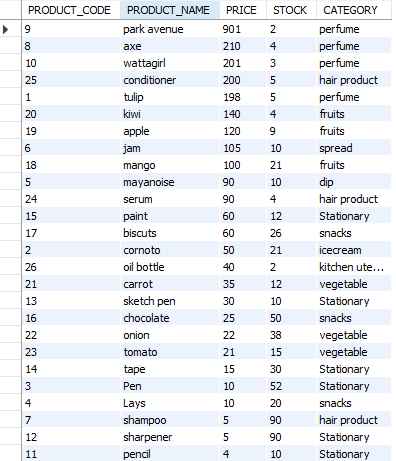 PRODUCT_CODE PRODUCT_NAME PRICE STOCK CATEGORY
9 park avenue 901 2 perfume
8 axe 210 4 perfume
10 wattagirl 201 3 perfume
25 conditioner 200 5 hair product
1 tulip 198 5 perfume
20 kiwi 140 4 fruits
19 apple 120 9 fruits
6 jam 105 10 spread
18 mango 100 21 fruits
5 mayanoise 90 10 dip
24 serum 90 4 hair product
15 paint 60 12 Stationary
17 biscuts 60 26 snacks
2 cornoto 50 21 icecream
26 oil bottle 40 2 kitchen ute...
21 carrot 35 12 vegetable
13 sketch pen 30 10 Stationary
16 chocolate 25 50 snacks
22 onion 22 38 vegetable
23 tomato 21 15 vegetable
14 tape 15 30 Stationary
3 Pen 10 52 Stationary
4 Lays 10 20 snacks
7 shampoo 5 90 hair product
12 sharpener 5 90 Stationary
11 pencil 4 10 Stationary